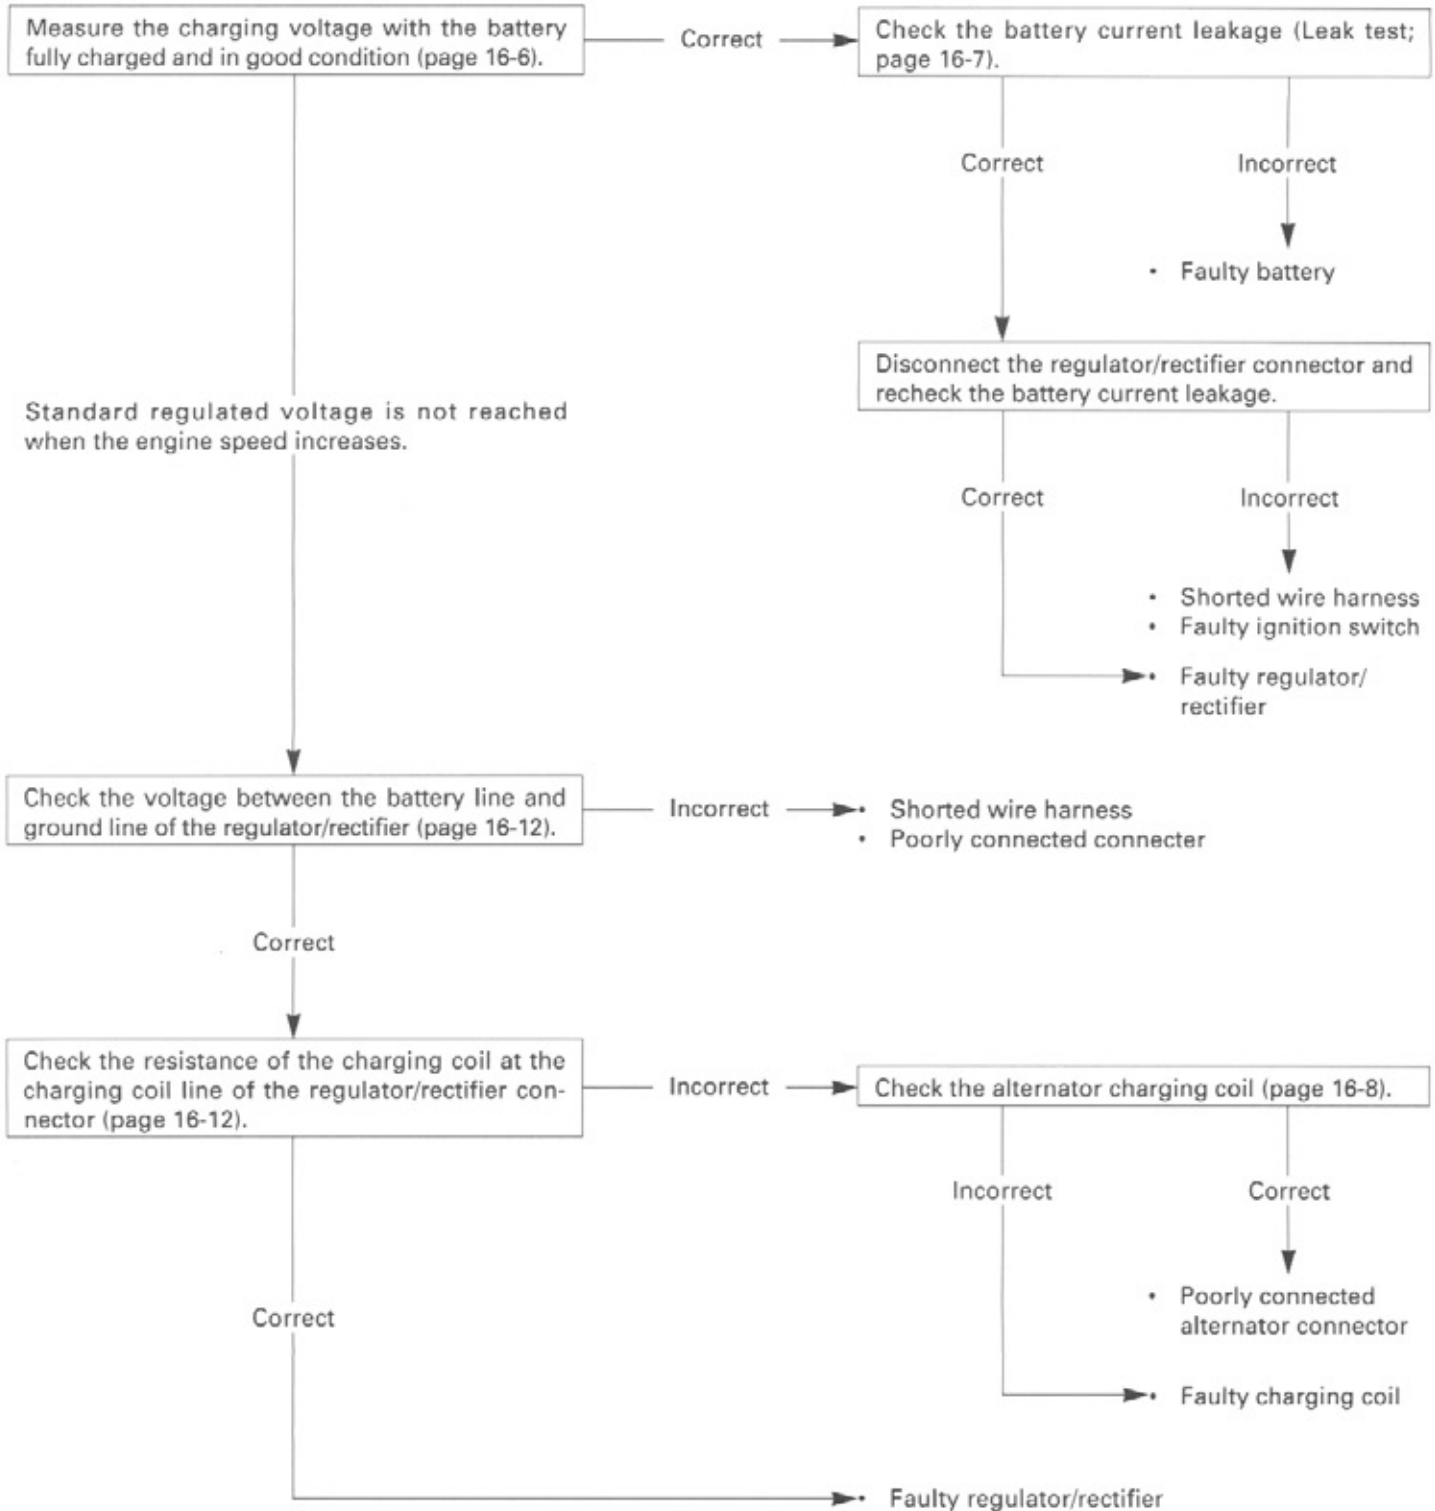 Measure the charging voltage with the battery
fully charged and in good condition (page 16-6).
Correct
Check the battery current leakage (Leak test;
page 16-7).
Correct
Incorrect
• Faulty battery
Disconnect the regulator/rectifier connector and
recheck the battery current leakage.
Standard regulated voltage is not reached
when the engine speed increases.
Correct
Incorrect
• Shorted wire harness
• Faulty ignition switch
• Faulty regulator/
rectifier
Check the voltage between the battery line and
ground line of the regulator/rectifier (page 16-12).
Incorrect
• Shorted wire harness
• Poorly connected connecter
Correct
Check the resistance of the charging coil at the
charging coil line of the regulator/rectifier con-
nector (page 16-12).
Incorrect
Check the alternator charging coil (page 16-8).
Incorrect
Correct
• Poorly connected
alternator connector
Correct
• Faulty charging coil
• Faulty regulator/rectifier